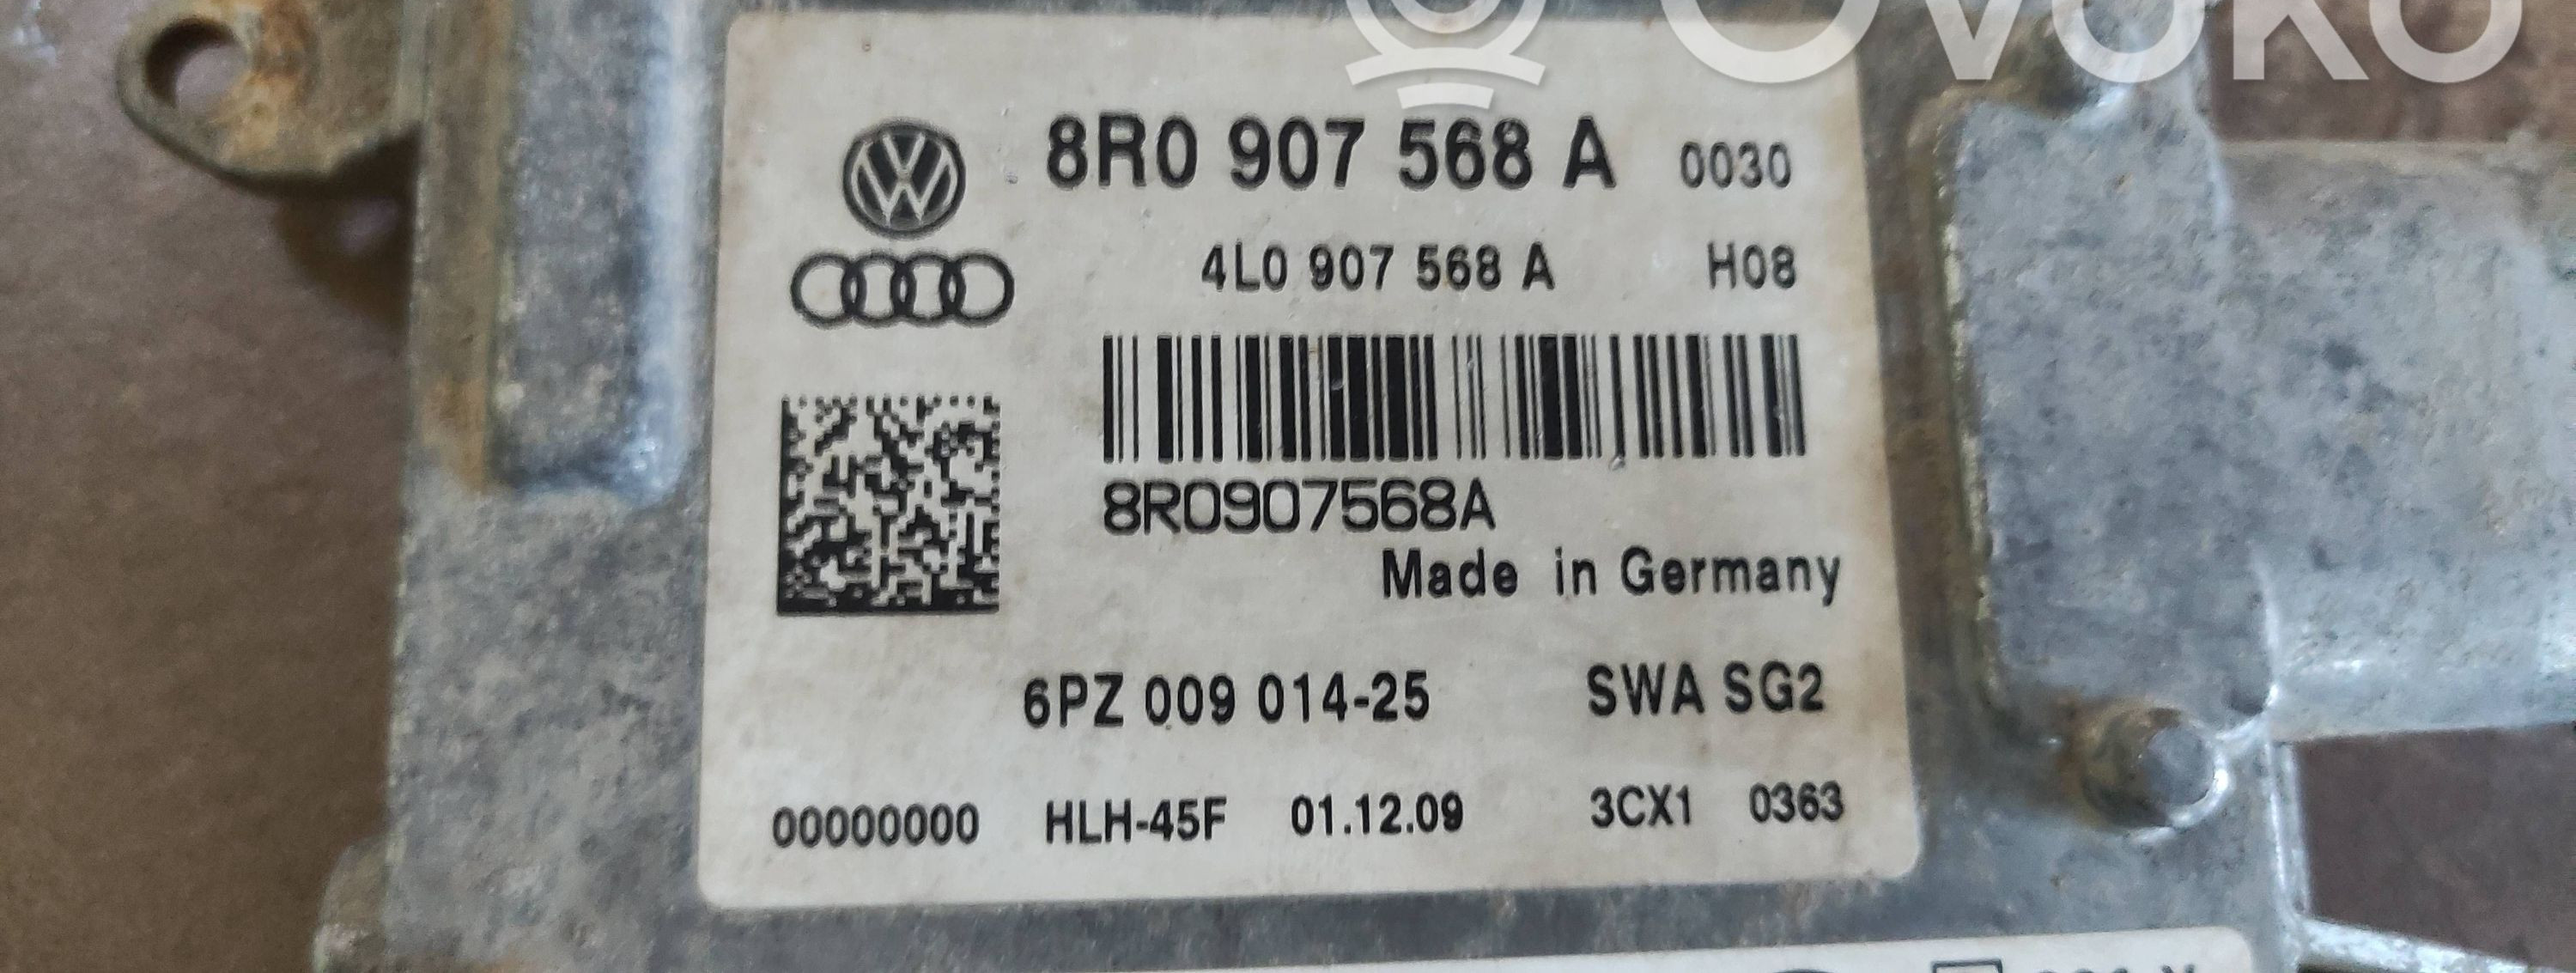 OVOKO
8R0 907 568 A 0030
4L0 907 568 A H08
8R0907568A
Made in Germany
6PZ 009 014-25 SWA SG2
00000000 HLH-45F 01.12.09 3CX1 0363